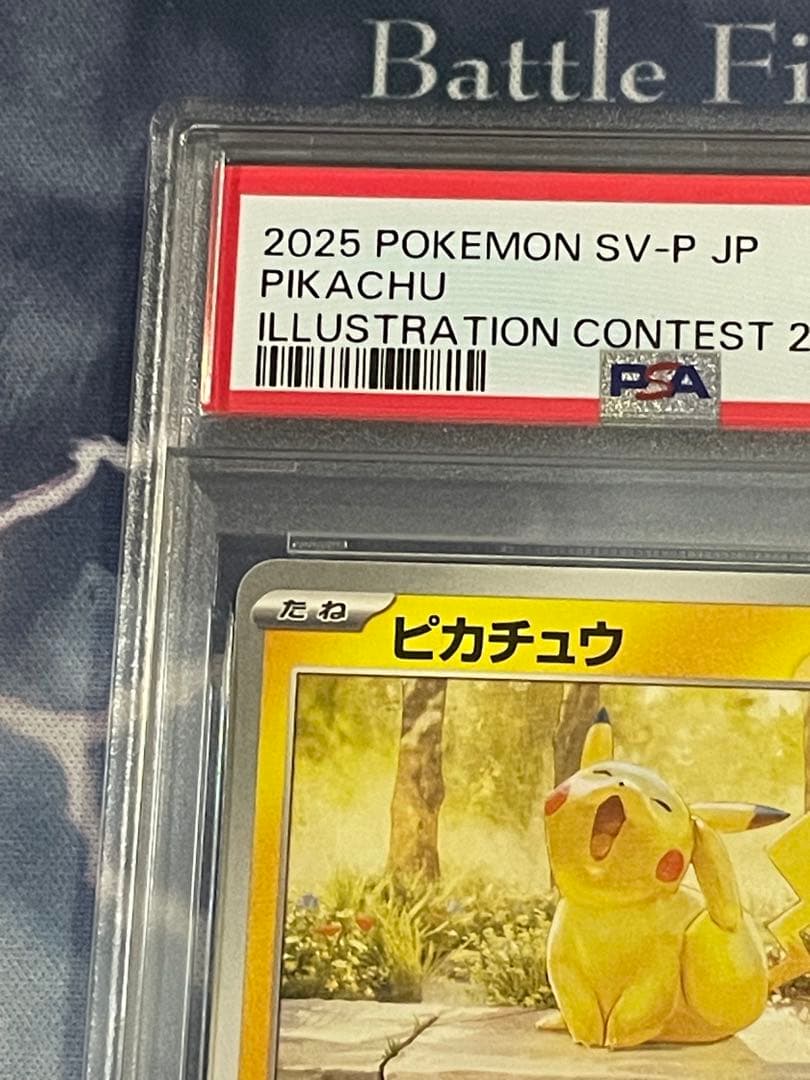 Battle Fi
2025 POKEMON SV-P JP
PIKACHU
ILLUSTRATION CONTEST 2
PSA
たね
ピカチュウ